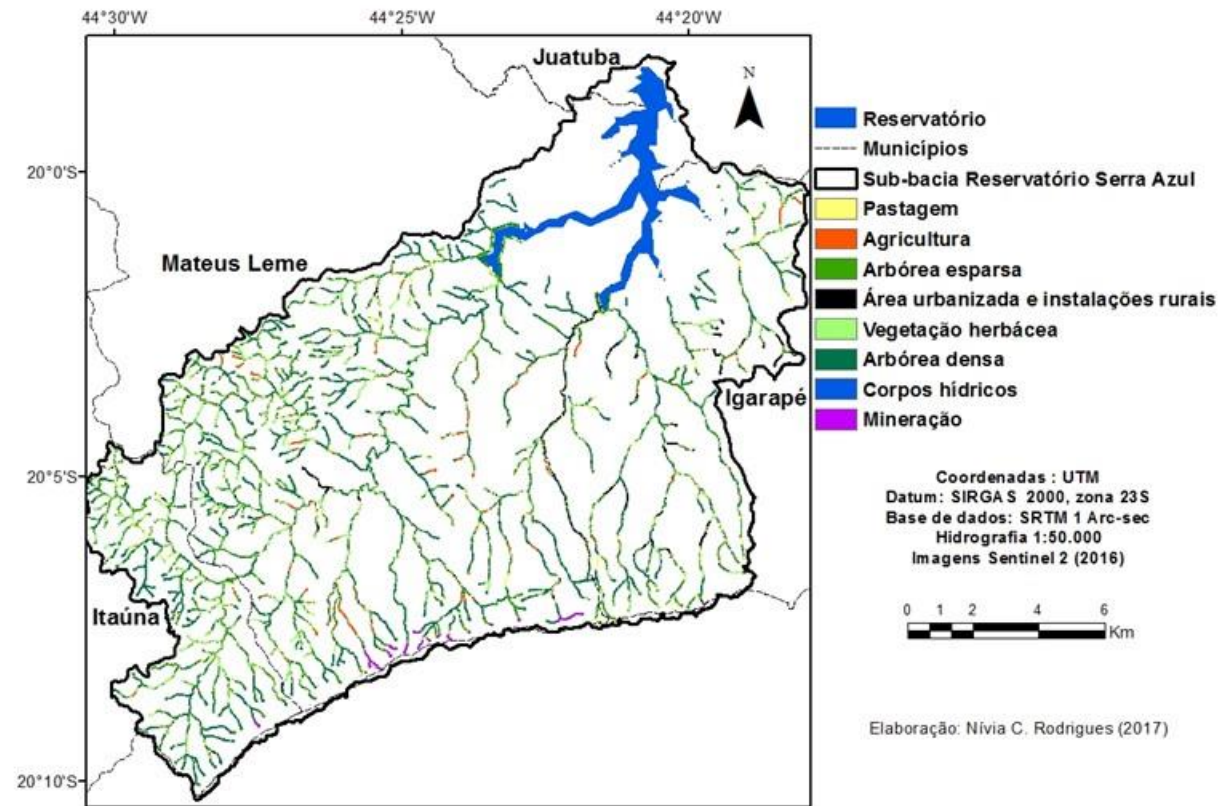 44°30'W
44°25'W
44°20'W
Juatuba
N
20°0'S
Mateus Leme
Igarapé
20°5'S
Itaúna
20°10'S
Reservatório
Municípios
Sub-bacia Reservatório Serra Azul
Pastagem
Agricultura
Arbórea esparsa
Área urbanizada e instalações rurais
Vegetação herbácea
Arbórea densa
Corpos hídricos
Mineração
Coordenadas : UTM
Datum: SIRGAS 2000, zona 23S
Base de dados: SRTM 1 Arc-sec
Hidrografia 1:50.000
Imagens Sentinel 2 (2016)
0 1 2 4 6
Km
Elaboração: Nívia C. Rodrigues (2017)